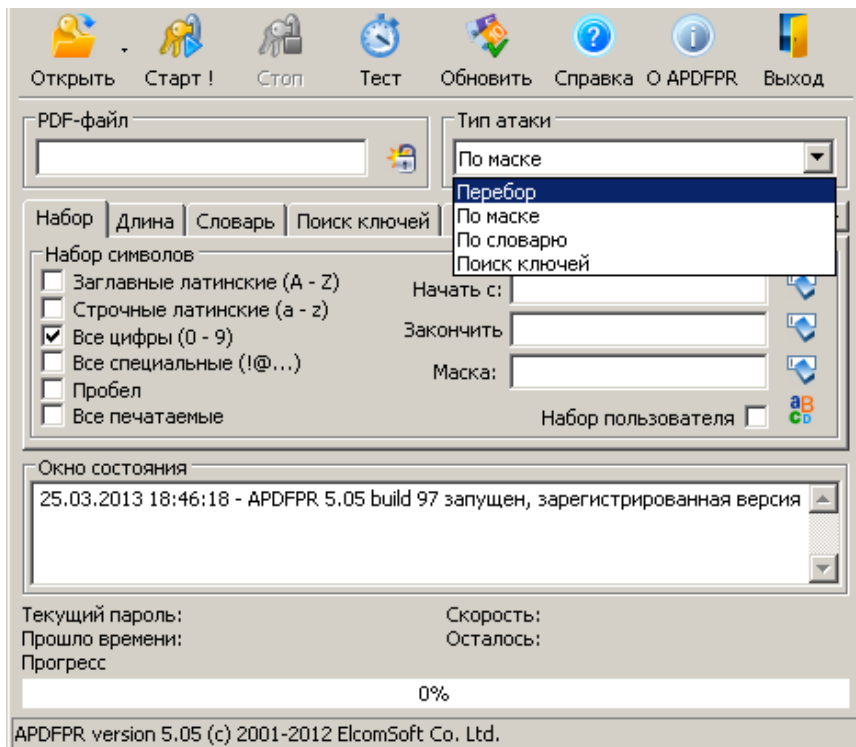 Открыть Старт ! Стоп Тест Обновить Справка О APDFPR Выход
PDF-файл
Тип атаки
По маске
Перебор
По маске
По словарю
Поиск ключей
Набор Длина Словарь Поиск ключей
Набор символов
Заглавные латинские (A - Z)
Строчные латинские (a - z)
Все цифры (0 - 9)
Все специальные (!@...)
Пробел
Все печатаемые
Начать с:
Закончить
Маска:
Набор пользователя
Окно состояния
25.03.2013 18:46:18 - APDFPR 5.05 build 97 запущен, зарегистрированная версия
Текущий пароль: Скорость:
Прошло времени: Осталось:
Прогресс
0%
APDFPR version 5.05 (c) 2001-2012 ElcomSoft Co. Ltd.